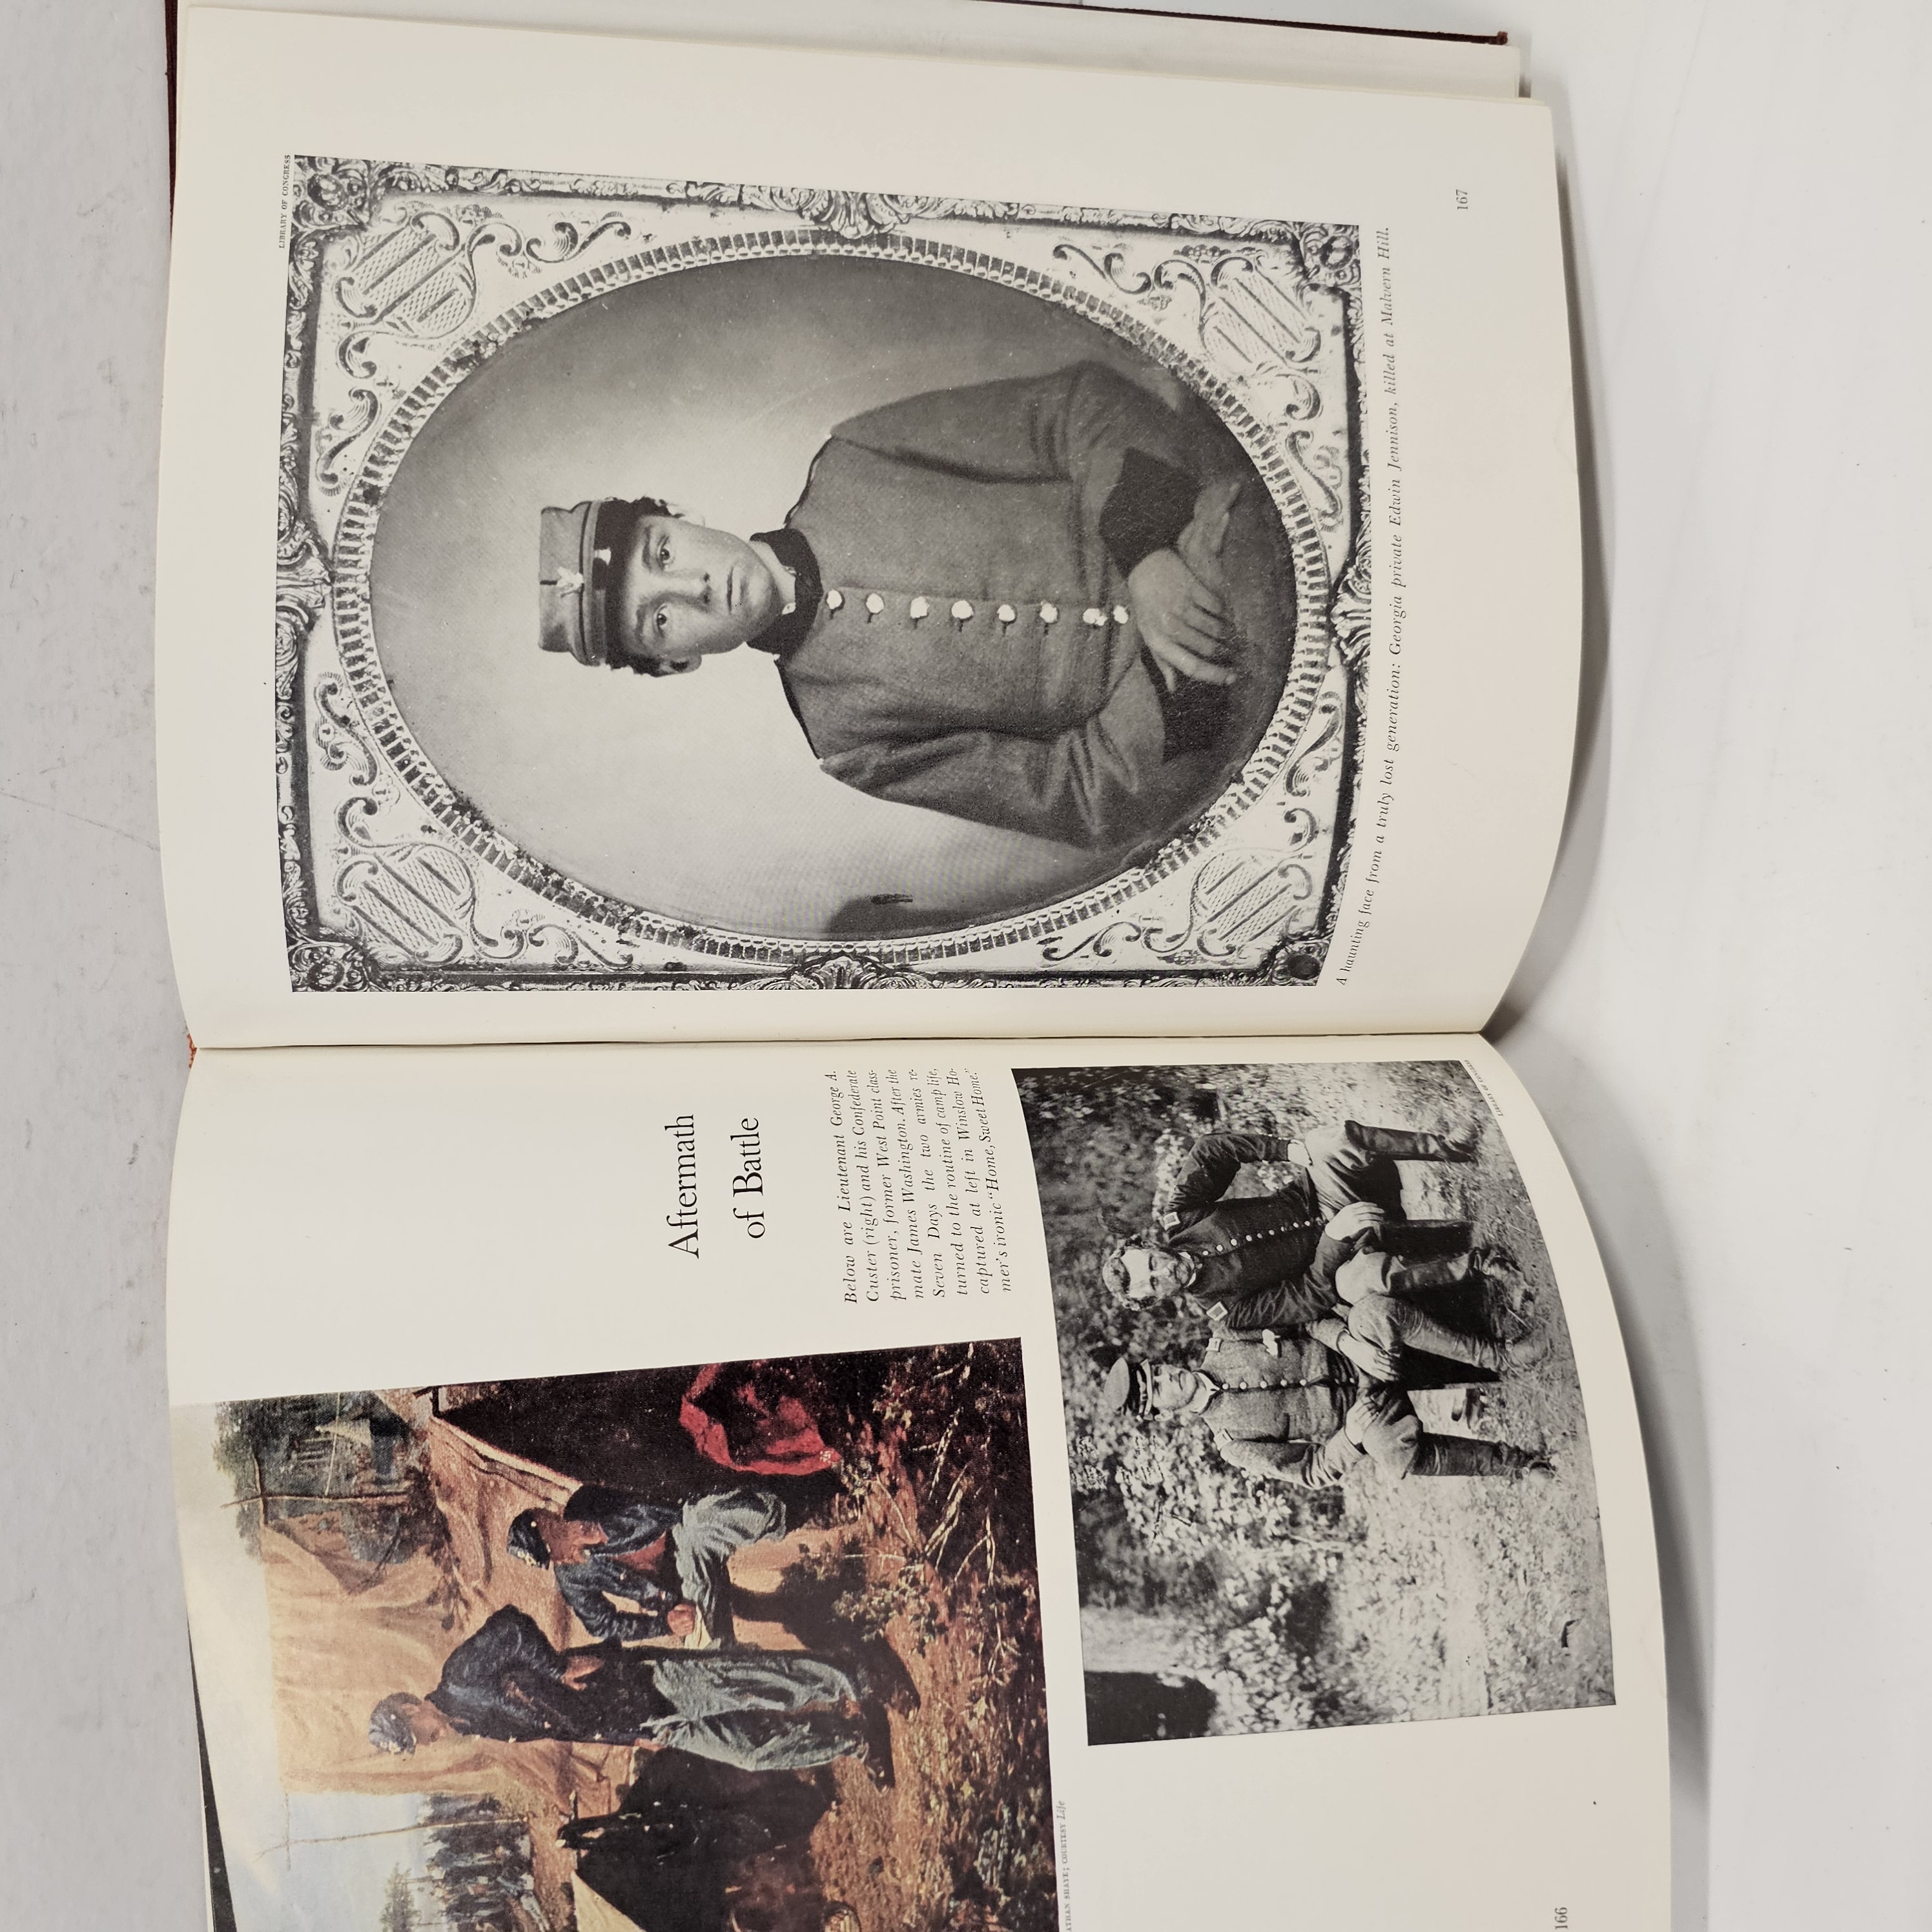 Aftermath
of Battle
Below are Lieutenant George A.
Custer (right) and his Confederate
prisoner, former West Point class-
mate James Washington. After the
Seven Days the two armies re-
turned to the routine of camp life,
captured at left in Winslow Ho-
mer's ironic "Home, Sweet Home."
ATHAN SHAYE; COURTESY Life
LIBRARY OF CONGRESS
166
LIBRARY OF CONGRESS
A haunting face from a truly lost generation: Georgia private Edwin Jennison, killed at Malvern Hill.
167